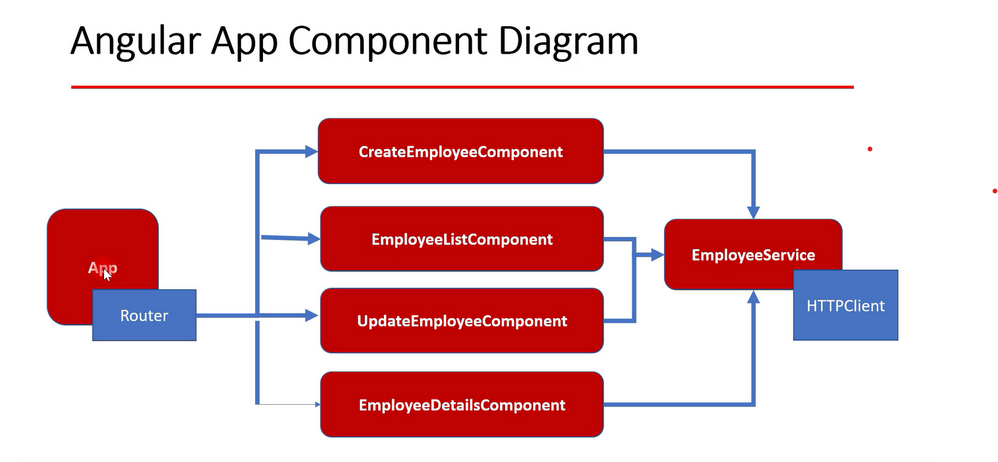 Angular App Component Diagram
CreateEmployeeComponent
EmployeeListComponent
App
EmployeeService
Router
UpdateEmployeeComponent
HTTPClient
EmployeeDetailsComponent